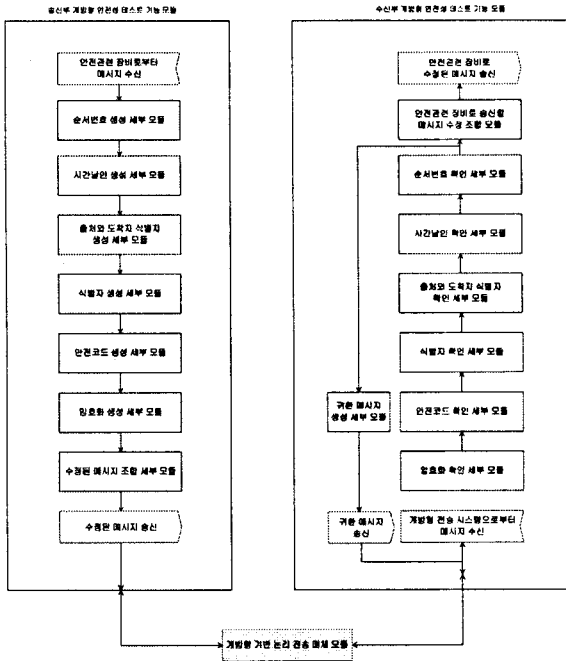 송신부 개방형 안전성 테스트 기능 모듈
안전관련 장비로부터
메시지 수신
순서번호 생성 세부 모듈
시간날인 생성 세부 모듈
출처와 도착지 식별자
생성 세부 모듈
식별자 생성 세부 모듈
안전코드 생성 세부 모듈
암호화 생성 세부 모듈
수정된 메시지 조합 세부 모듈
수정된 메시지 송신
수신부 개방형 안전성 테스트 기능 모듈
안전관련 장비로
수정된 메시지 송신
안전관련 장비로 송신할
메시지 수정 조합 모듈
순서번호 확인 세부 모듈
시간날인 확인 세부 모듈
출처와 도착지 식별자
확인 세부 모듈
식별자 확인 세부 모듈
안전코드 확인 세부 모듈
암호화 확인 세부 모듈
귀환 메시지
생성 세부 모듈
귀환 메시지
송신
개방형 전송 시스템으로부터
메시지 수신
개방형 기반 논리 전송 매체 모듈